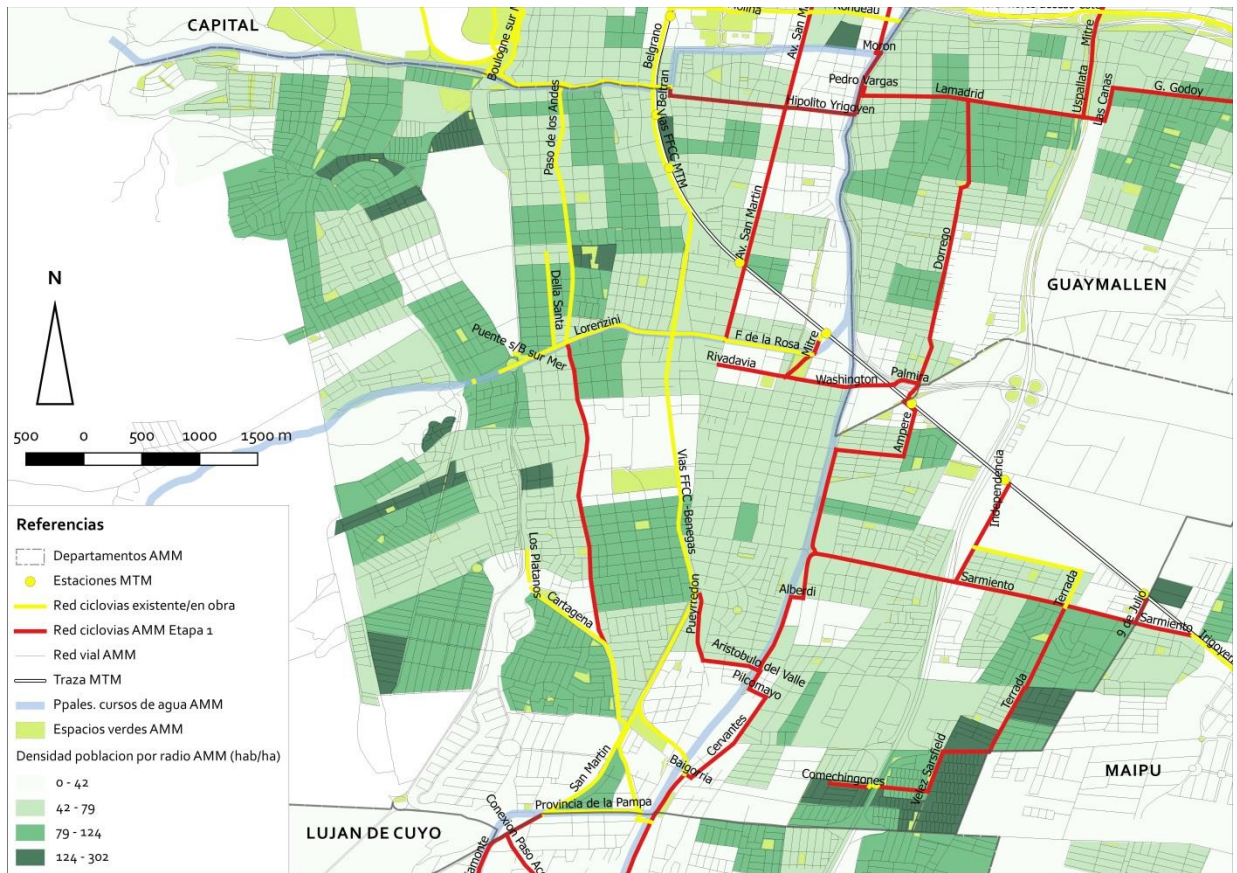 CAPITAL
Boulogne sur M
Belgrano
Molina
Av. San M
Rondeau
Mitre
Moron
Pedro Vargas
Lamadrid
Uspallata
Las Cañas
G. Godoy
Beltran
Hipolito Yrigoyen
Paso de los Andes
Vias FFCC MTM
Av. San Martin
Dorrego
GUAYMALLEN
N
Della Santa
Lorenzini
F de la Rosa
Mitre
Puente s/B sur Mer
Rivadavia
Washington
Palmira
500 0 500 1000 1500 m
Ampere
Vias FFCC -Benegas
Independencia
Referencias
Departamentos AMM
Estaciones MTM
Red ciclovias existente/en obra
Red ciclovias AMM Etapa 1
Red vial AMM
Traza MTM
Ppales. cursos de agua AMM
Espacios verdes AMM
Densidad poblacion por radio AMM (hab/ha)
0 - 42
42 - 79
79 - 124
124 - 302
Los Platanos
Cartagena
Pueyrredon
Alberdi
Sarmiento
Terrada
9 de Julio
Sarmiento
Irigoyen
Aristobulo del Valle
Pilcomayo
Cervantes
Terrada
Baigorria
San Martin
Comechingones
Velez Sarsfield
MAIPU
Provincia de la Pampa
LUJAN DE CUYO
amonte
Conexion Paso Acc